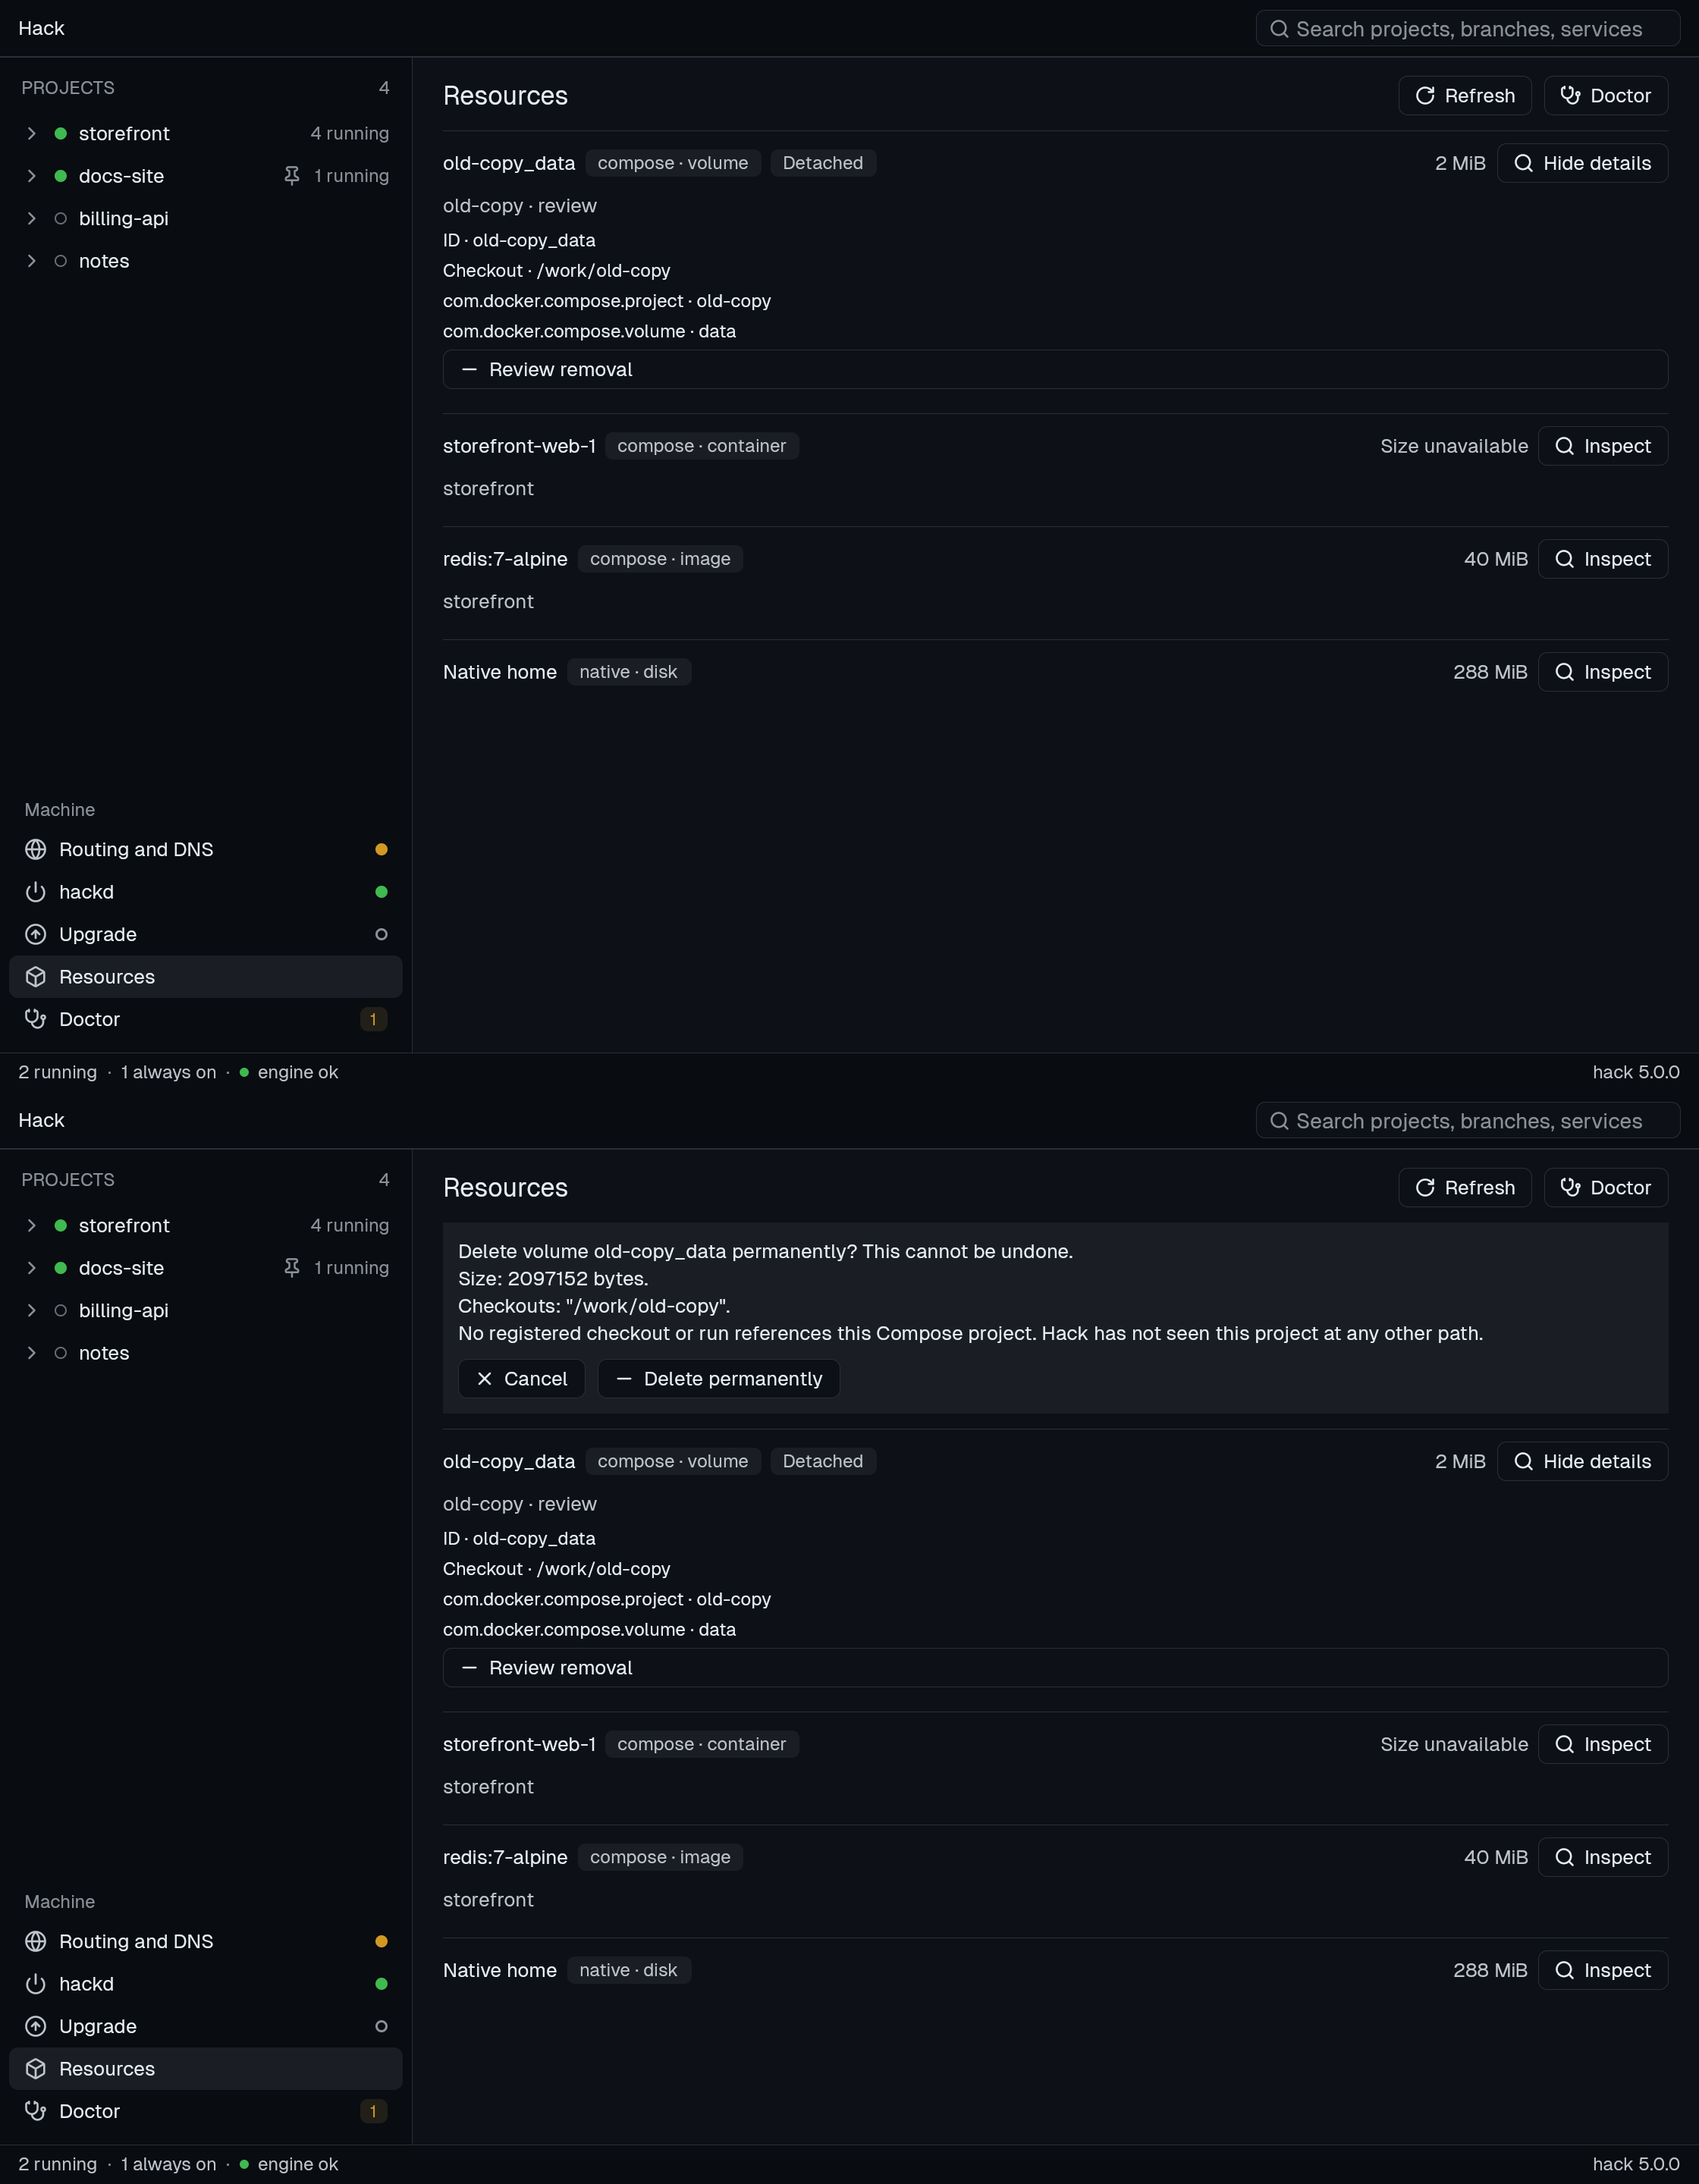 Hack
Search projects, branches, services
PROJECTS 4
storefront 4 running
docs-site 1 running
billing-api
notes
Machine
Routing and DNS
hackd
Upgrade
Resources
Doctor 1
Resources
Refresh
Doctor
old-copy_data compose · volume Detached 2 MiB Hide details
old-copy · review
ID · old-copy_data
Checkout · /work/old-copy
com.docker.compose.project · old-copy
com.docker.compose.volume · data
Review removal
storefront-web-1 compose · container Size unavailable Inspect
storefront
redis:7-alpine compose · image 40 MiB Inspect
storefront
Native home native · disk 288 MiB Inspect
2 running · 1 always on · engine ok
hack 5.0.0
Hack
Search projects, branches, services
PROJECTS 4
storefront 4 running
docs-site 1 running
billing-api
notes
Machine
Routing and DNS
hackd
Upgrade
Resources
Doctor 1
Resources
Refresh
Doctor
Delete volume old-copy_data permanently? This cannot be undone.
Size: 2097152 bytes.
Checkouts: "/work/old-copy".
No registered checkout or run references this Compose project. Hack has not seen this project at any other path.
Cancel
Delete permanently
old-copy_data compose · volume Detached 2 MiB Hide details
old-copy · review
ID · old-copy_data
Checkout · /work/old-copy
com.docker.compose.project · old-copy
com.docker.compose.volume · data
Review removal
storefront-web-1 compose · container Size unavailable Inspect
storefront
redis:7-alpine compose · image 40 MiB Inspect
storefront
Native home native · disk 288 MiB Inspect
2 running · 1 always on · engine ok
hack 5.0.0